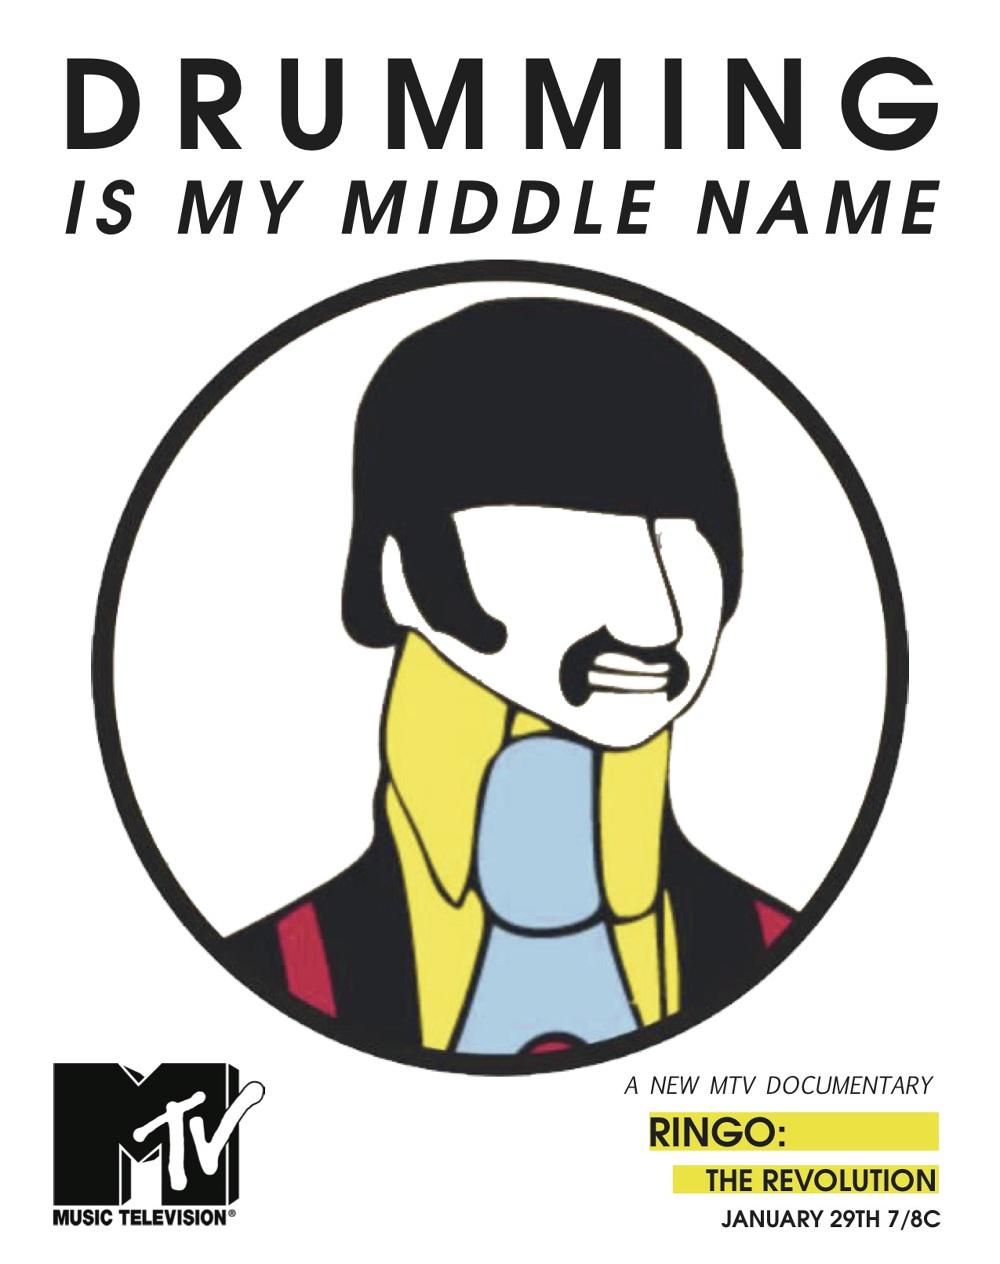 DRUMMING
IS MY MIDDLE NAME
A NEW MTV DOCUMENTARY
RINGO:
THE REVOLUTION
JANUARY 29TH 7/8C
MTV
MUSIC TELEVISION®